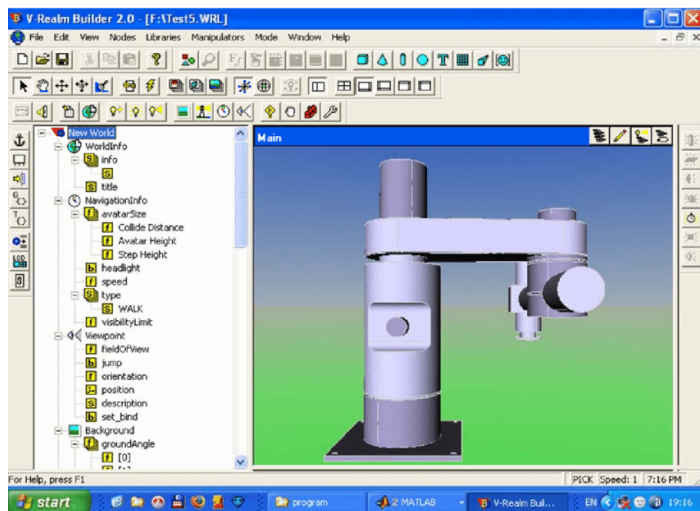 V-Realm Builder 2.0 - [F:\Test5.WRL]
File Edit View Nodes Libraries Manipulators Mode Window Help
New World
WorldInfo
info
title
NavigationInfo
avatarSize
Collide Distance
Avatar Height
Step Height
headlight
speed
type
WALK
visibilityLimit
Viewpoint
fieldOfView
jump
orientation
position
description
set_bind
Background
groundAngle
[0]
Main
For Help, press F1
PICK Speed: 1 7:16 PM
start
program
2 MATLAB
V-Realm Buil...
EN
19:16